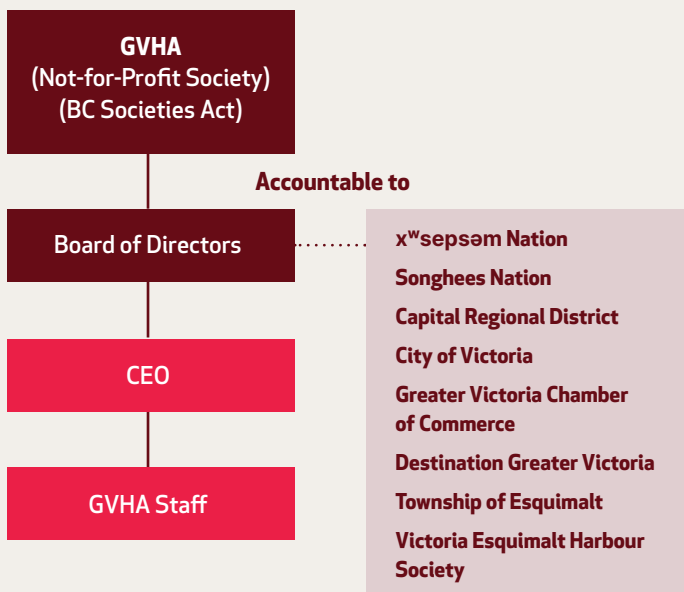 GVHA
(Not-for-Profit Society)
(BC Societies Act)
Accountable to
Board of Directors
xʷsepsəm Nation
Songhees Nation
Capital Regional District
City of Victoria
Greater Victoria Chamber
of Commerce
Destination Greater Victoria
Township of Esquimalt
Victoria Esquimalt Harbour
Society
CEO
GVHA Staff